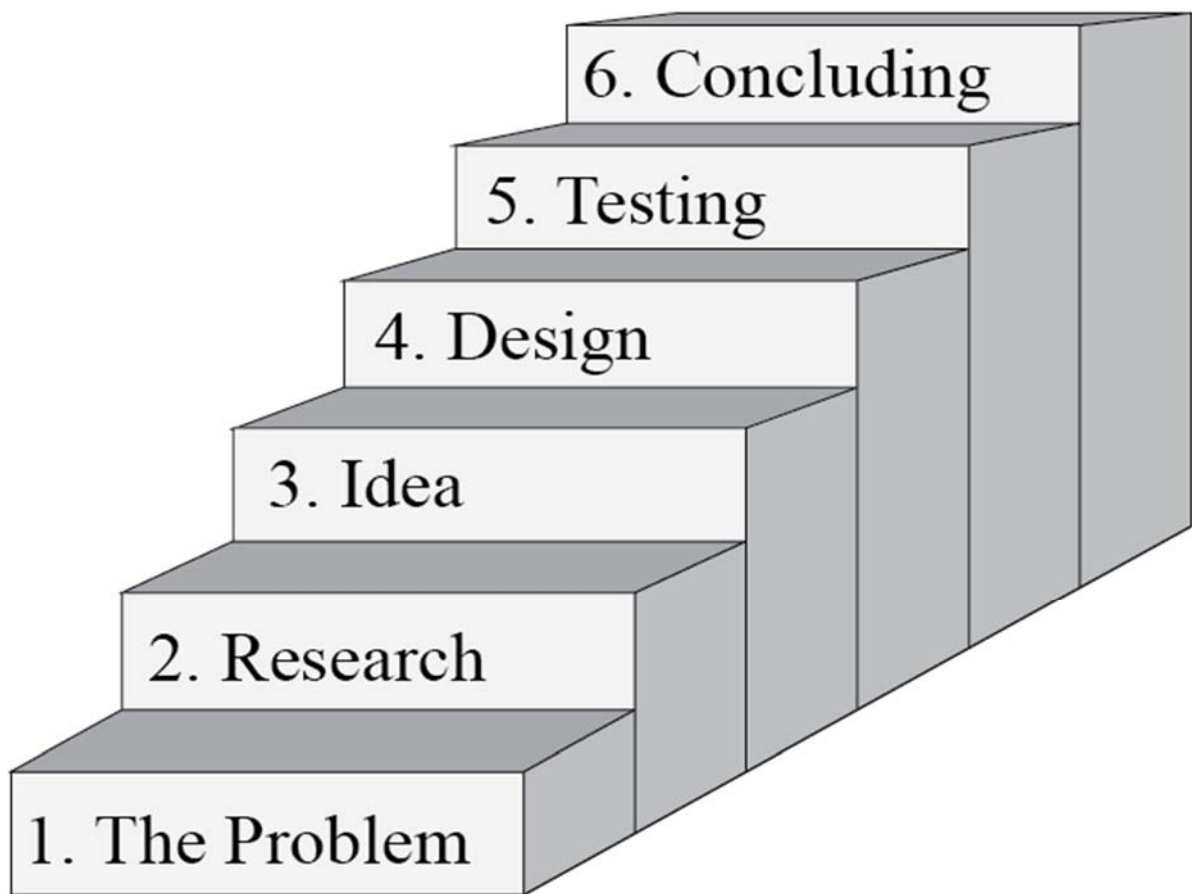 6. Concluding
5. Testing
4. Design
3. Idea
2. Research
1. The Problem